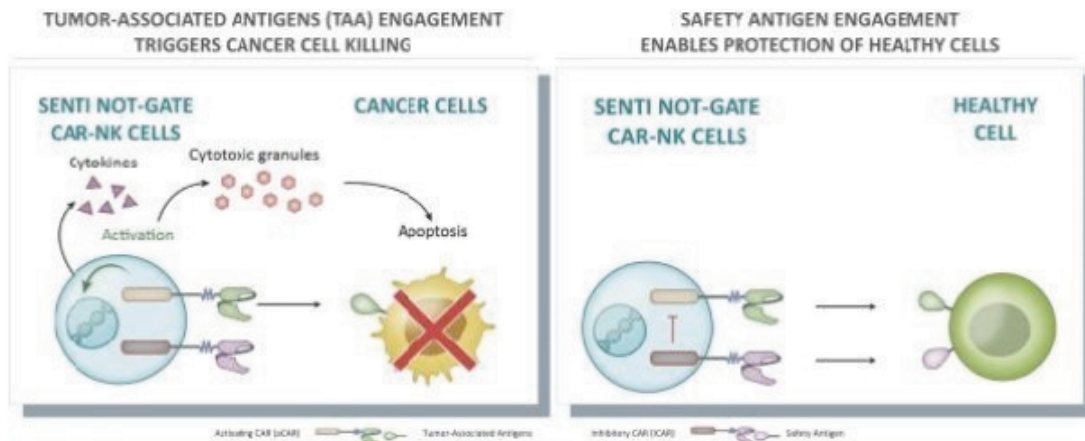 TUMOR-ASSOCIATED ANTIGENS (TAA) ENGAGEMENT
TRIGGERS CANCER CELL KILLING
SENTI NOT-GATE
CAR-NK CELLS
CANCER CELLS
Cytokines
Cytotoxic granules
Activation
Apoptosis
SAFETY ANTIGEN ENGAGEMENT
ENABLES PROTECTION OF HEALTHY CELLS
SENTI NOT-GATE
CAR-NK CELLS
HEALTHY
CELL
Activating CAR (aCAR)
Tumor-Associated Antigens
Inhibitory CAR (iCAR)
Safety Antigen